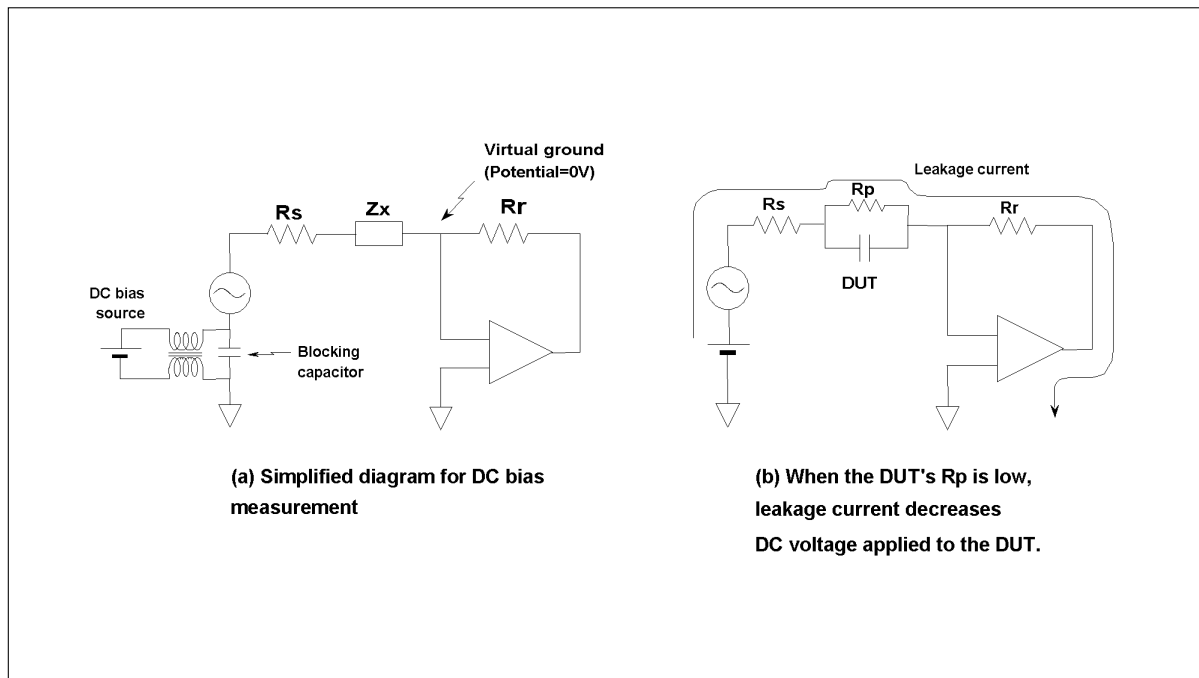 Virtual ground
(Potential=0V)
Rs
Zx
Rr
DC bias
source
Blocking
capacitor
(a) Simplified diagram for DC bias
measurement
Leakage current
Rp
Rs
Rr
DUT
(b) When the DUT's Rp is low,
leakage current decreases
DC voltage applied to the DUT.